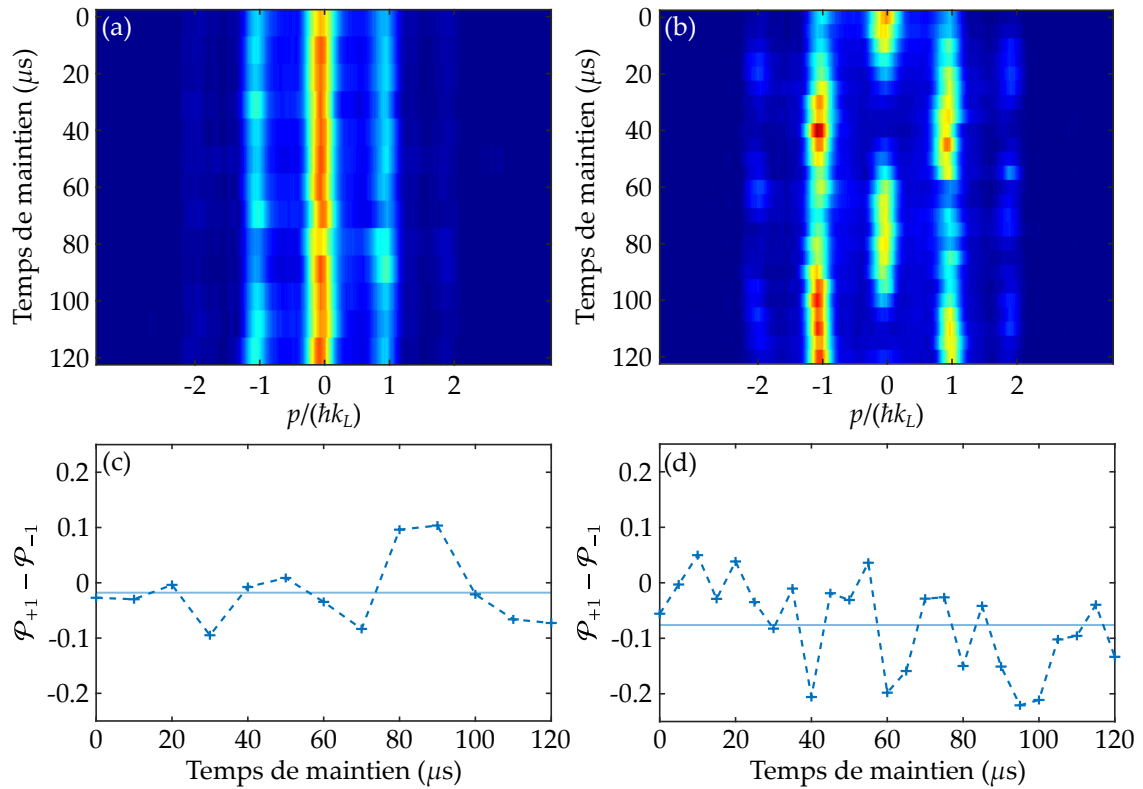 (a)
Temps de maintien (μs)
0
20
40
60
80
100
120
-2 -1 0 1 2
p/(ħk_L)
(b)
Temps de maintien (μs)
0
20
40
60
80
100
120
-2 -1 0 1 2
p/(ħk_L)
(c)
𝒫₊₁ − 𝒫₋₁
0.2
0.1
0
-0.1
-0.2
0 20 40 60 80 100 120
Temps de maintien (μs)
(d)
𝒫₊₁ − 𝒫₋₁
0.2
0.1
0
-0.1
-0.2
0 20 40 60 80 100 120
Temps de maintien (μs)